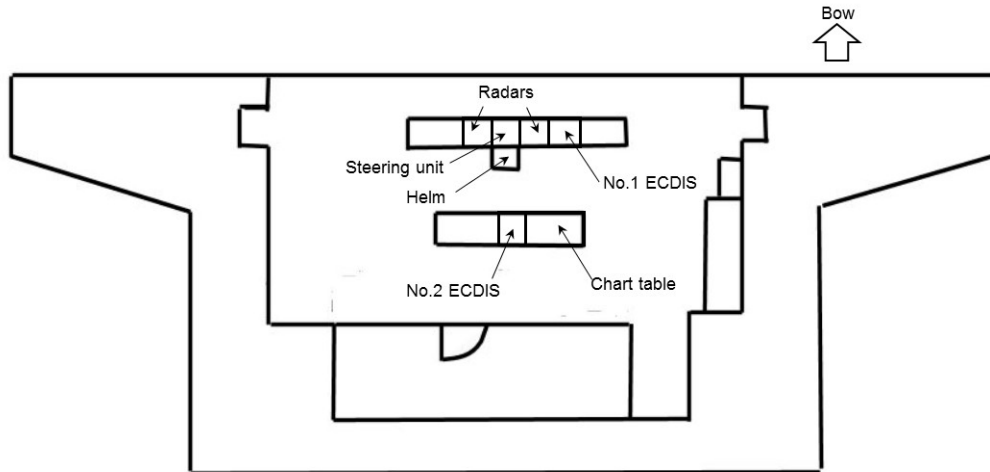 Bow
Radars
Steering unit
Helm
No.1 ECDIS
No.2 ECDIS
Chart table